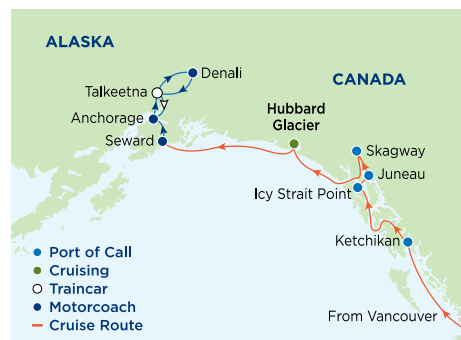 ALASKA
Denali
CANADA
Talkeetna
Hubbard
Glacier
Anchorage
Seward
Skagway
Juneau
Icy Strait Point
Ketchikan
Port of Call
Cruising
Traincar
Motorcoach
Cruise Route
From Vancouver